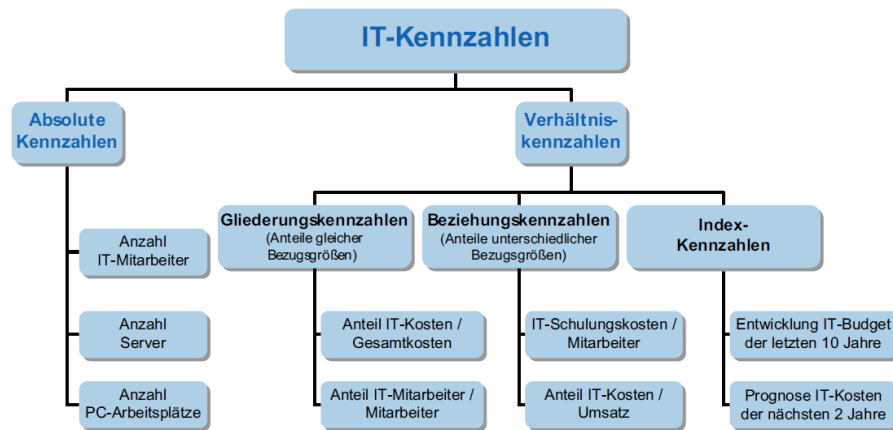 IT-Kennzahlen
Absolute
Kennzahlen
Verhältnis-
kennzahlen
Gliederungskennzahlen
(Anteile gleicher
Bezugsgrößen)
Beziehungskennzahlen
(Anteile unterschiedlicher
Bezugsgrößen)
Index-
Kennzahlen
Anzahl
IT-Mitarbeiter
Anzahl
Server
Anzahl
PC-Arbeitsplätze
Anteil IT-Kosten /
Gesamtkosten
Anteil IT-Mitarbeiter /
Mitarbeiter
IT-Schulungskosten /
Mitarbeiter
Anteil IT-Kosten /
Umsatz
Entwicklung IT-Budget
der letzten 10 Jahre
Prognose IT-Kosten
der nächsten 2 Jahre